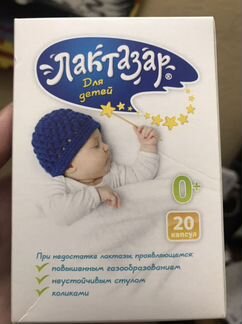 Лактазар®
Для
детей
0+
20
капсул
При недостатке лактазы, проявляющемся:
повышенным газообразованием
неустойчивым стулом
коликами